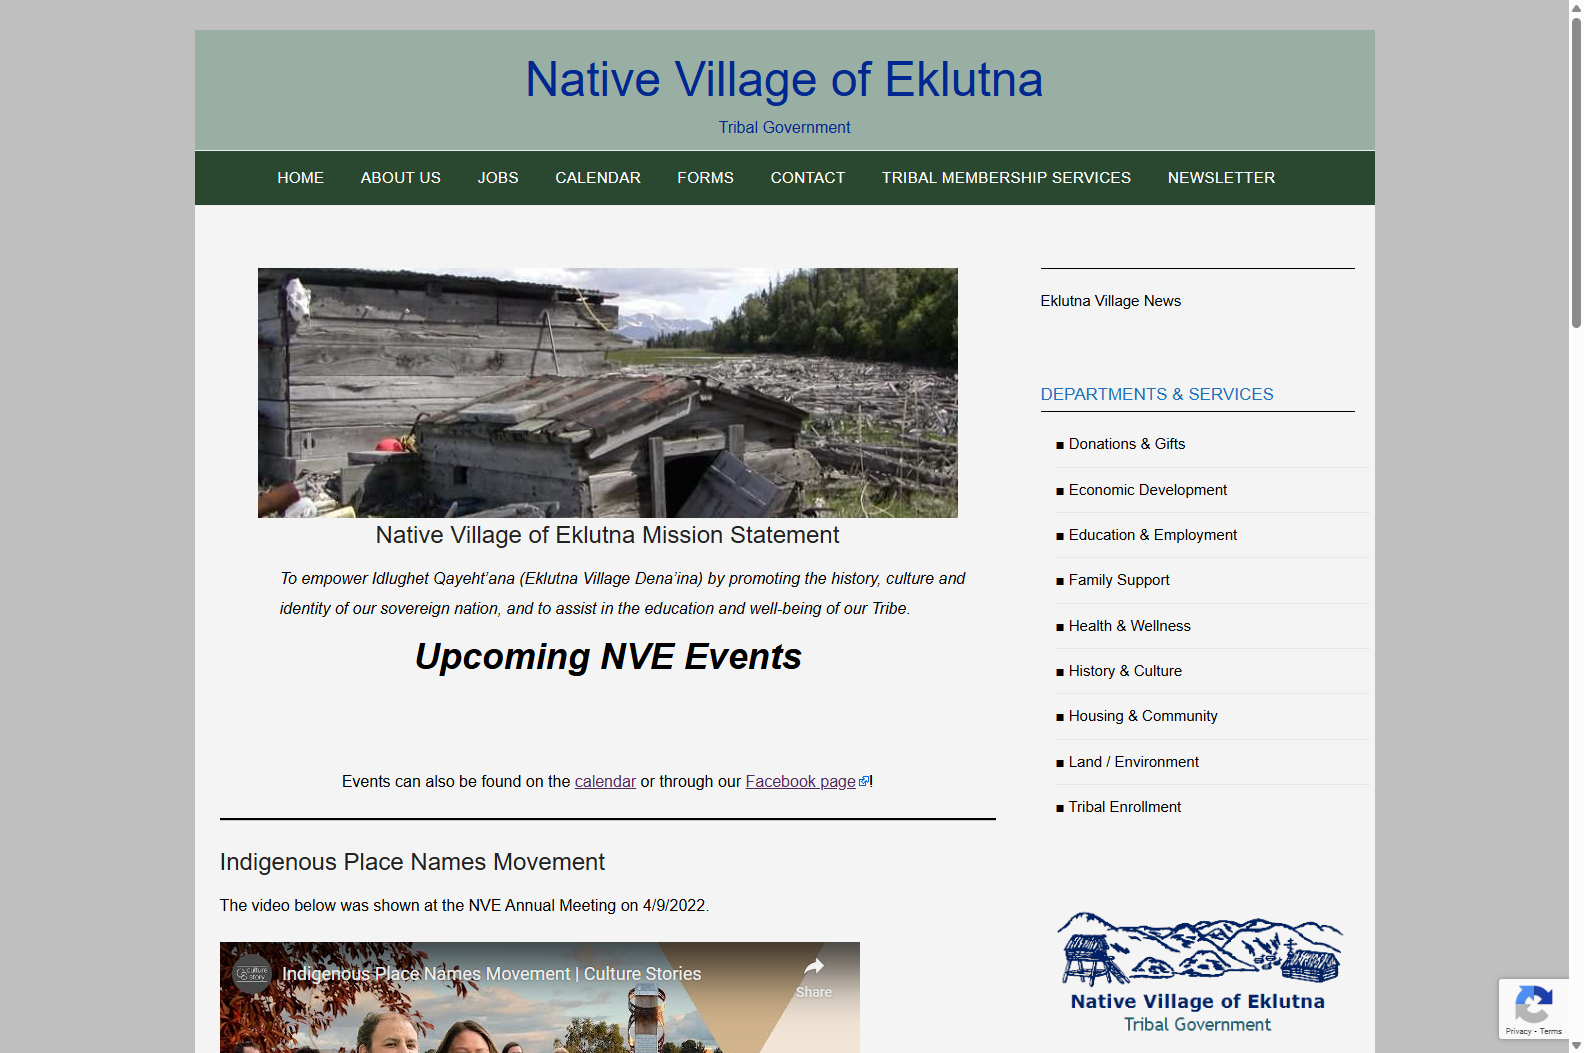 Native Village of Eklutna
Tribal Government
HOME ABOUT US JOBS CALENDAR FORMS CONTACT TRIBAL MEMBERSHIP SERVICES NEWSLETTER
Native Village of Eklutna Mission Statement
To empower Idlughet Qayeht’ana (Eklutna Village Dena’ina) by promoting the history, culture and
identity of our sovereign nation, and to assist in the education and well-being of our Tribe.
Upcoming NVE Events
Events can also be found on the calendar or through our Facebook page!
Indigenous Place Names Movement
The video below was shown at the NVE Annual Meeting on 4/9/2022.
culture story
Indigenous Place Names Movement | Culture Stories
Share
Eklutna Village News
DEPARTMENTS & SERVICES
■ Donations & Gifts
■ Economic Development
■ Education & Employment
■ Family Support
■ Health & Wellness
■ History & Culture
■ Housing & Community
■ Land / Environment
■ Tribal Enrollment
Native Village of Eklutna
Tribal Government
Privacy - Terms